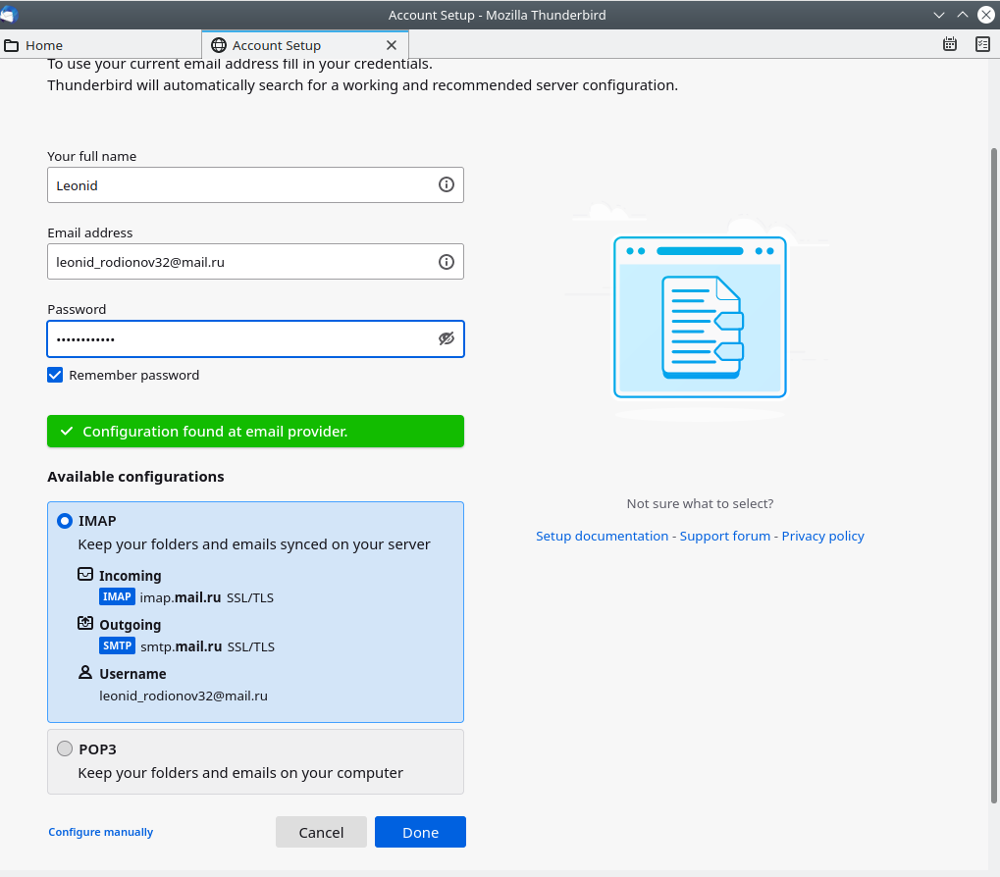 Account Setup - Mozilla Thunderbird
Home
Account Setup
To use your current email address fill in your credentials.
Thunderbird will automatically search for a working and recommended server configuration.
Your full name
Leonid
Email address
leonid_rodionov32@mail.ru
Password
••••••••••••
Remember password
Configuration found at email provider.
Available configurations
IMAP
Keep your folders and emails synced on your server
Incoming
IMAP imap.mail.ru SSL/TLS
Outgoing
SMTP smtp.mail.ru SSL/TLS
Username
leonid_rodionov32@mail.ru
POP3
Keep your folders and emails on your computer
Configure manually
Cancel
Done
Not sure what to select?
Setup documentation - Support forum - Privacy policy